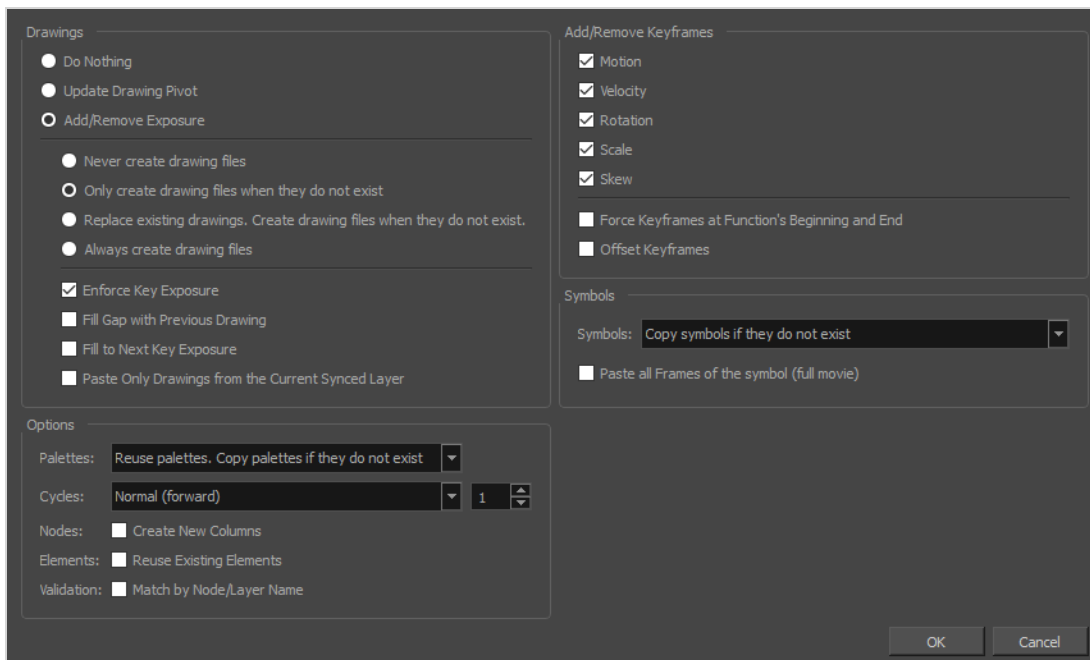 Drawings
Do Nothing
Update Drawing Pivot
Add/Remove Exposure
Never create drawing files
Only create drawing files when they do not exist
Replace existing drawings. Create drawing files when they do not exist.
Always create drawing files
Enforce Key Exposure
Fill Gap with Previous Drawing
Fill to Next Key Exposure
Paste Only Drawings from the Current Synced Layer
Options
Palettes: Reuse palettes. Copy palettes if they do not exist
Cycles: Normal (forward) 1
Nodes: Create New Columns
Elements: Reuse Existing Elements
Validation: Match by Node/Layer Name
Add/Remove Keyframes
Motion
Velocity
Rotation
Scale
Skew
Force Keyframes at Function's Beginning and End
Offset Keyframes
Symbols
Symbols: Copy symbols if they do not exist
Paste all Frames of the symbol (full movie)
OK Cancel